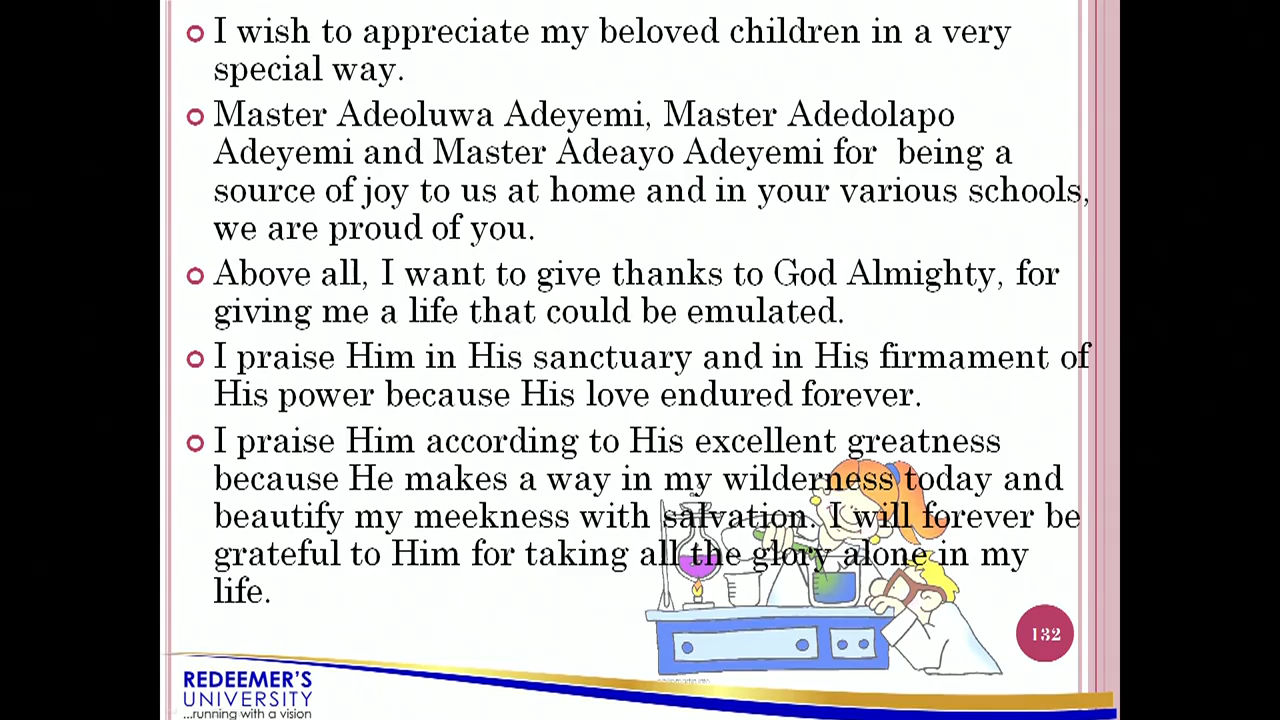 I wish to appreciate my beloved children in a very
special way.
Master Adeoluwa Adeyemi, Master Adedolapo
Adeyemi and Master Adeayo Adeyemi for being a
source of joy to us at home and in your various schools,
we are proud of you.
Above all, I want to give thanks to God Almighty, for
giving me a life that could be emulated.
I praise Him in His sanctuary and in His firmament of
His power because His love endured forever.
I praise Him according to His excellent greatness
because He makes a way in my wilderness today and
beautify my meekness with salvation. I will forever be
grateful to Him for taking all the glory alone in my
life.
132
REDEEMER'S
UNIVERSITY
...running with a vision